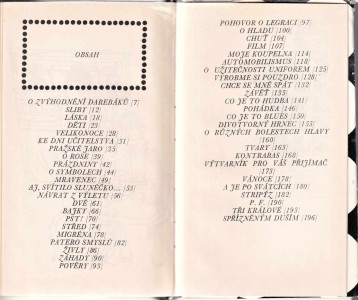 OBSAH
O ZVÝHODNĚNÍ DAREBÁKŮ [7]
SLIBY [12]
LÁSKA [18]
DĚTI [23]
VELIKONOCE [28]
KE DNI UČITELSTVA [31]
PRAŽSKÉ JARO [35]
O RŮŽI [39]
PRÁZDNINY [42]
O SYMBOLECH [44]
MRAVENEC [49]
AJ, SVÍTILO SLUNÉČKO... [53]
NÁVRAT Z VÝLETU [56]
DVĚ [61]
BAJKY [66]
PST! [70]
STŘED [74]
MIGRÉNA [78]
PATERO SMYSLŮ [82]
ŽIVLY [86]
ZÁHADY [90]
POVĚRY [93]
POHOVOR O LEGRACI [97]
O HLADU [100]
CHUŤ [104]
FILM [107]
MOJE KOUPELNA [114]
AUTOMOBILISMUS [118]
O UŽITEČNOSTI UNIFOREM [125]
VYROBME SI POUZDRO [128]
CHCE SE MNĚ SPÁT [132]
ZÁVĚŤ [135]
CO JE TO HUDBA [141]
POHÁDKA [146]
CO JE TO BLUES [150]
DIVOTVORNÝ HRNEC [155]
O RŮZNÝCH BOLESTECH HLAVY
[160]
TVARY [163]
KONTRABAS [168]
VÝTVARNÍK PRO VÁŠ PŘIJÍMAČ
[173]
VÁNOCE [178]
A JE PO SVÁTCÍCH [180]
STRIPTÝZ [182]
P. F. [190]
TŘI KRÁLOVÉ [193]
SPŘÍZNĚNÝM DUŠÍM [196]